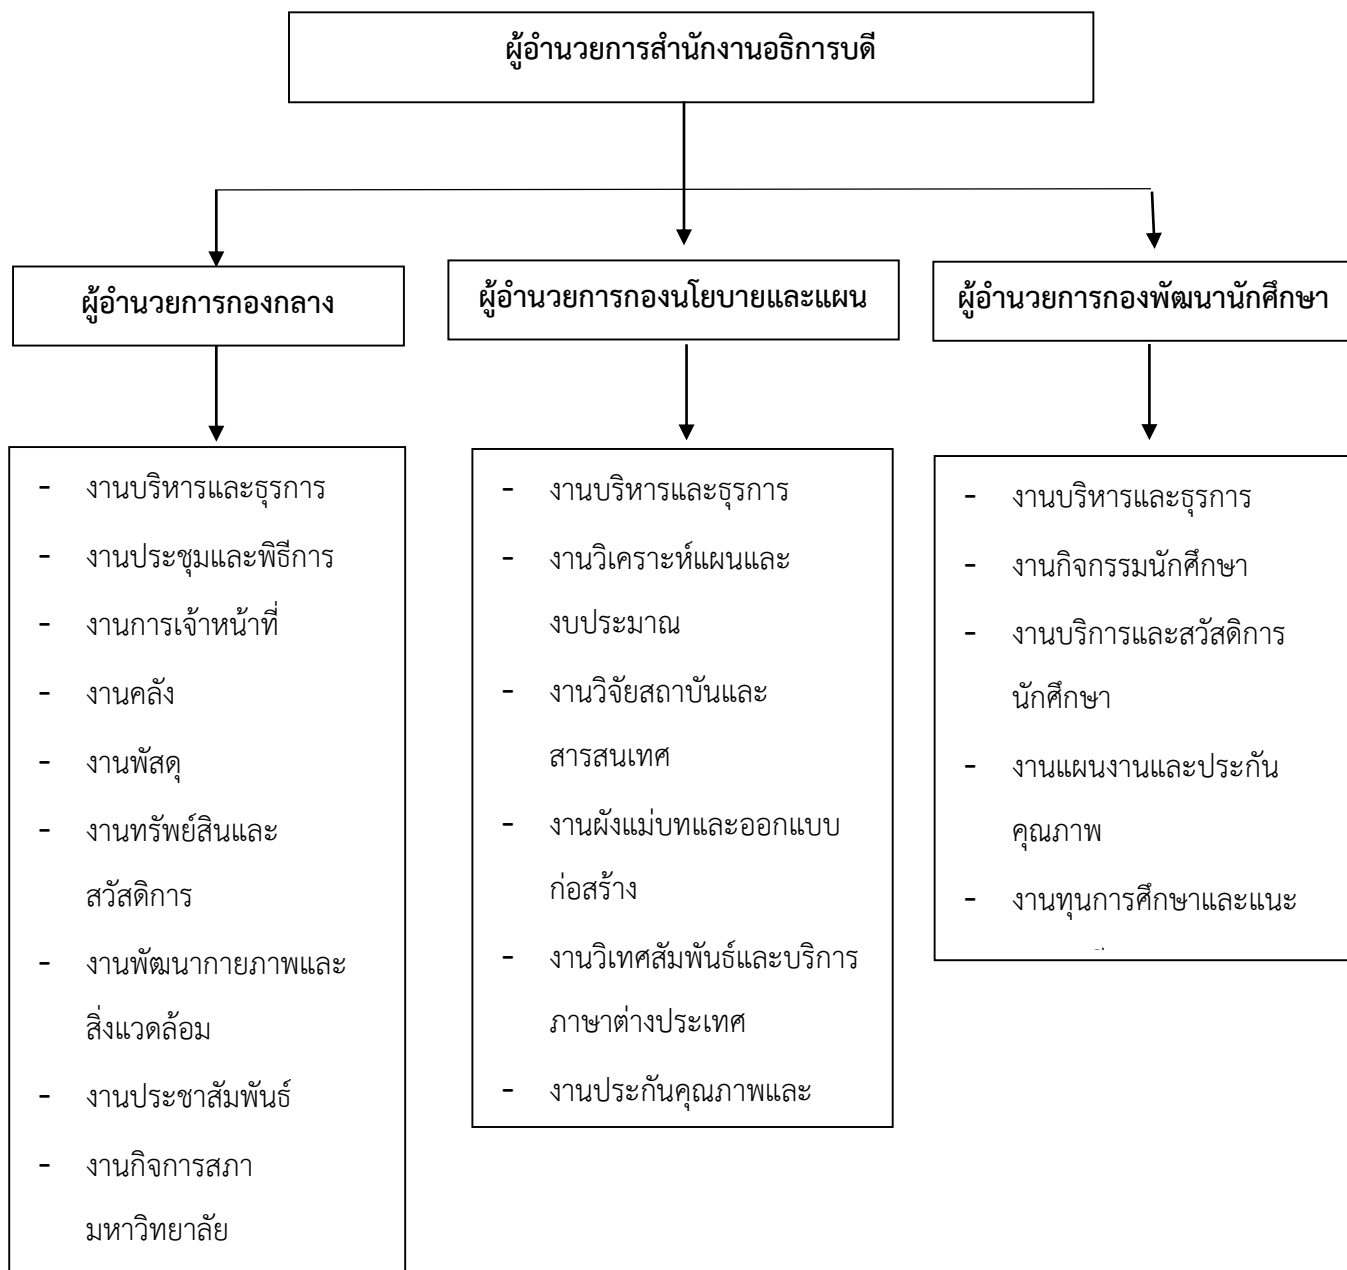 ผู้อำนวยการสำนักงานอธิการบดี
ผู้อำนวยการกองกลาง
ผู้อำนวยการกองนโยบายและแผน
ผู้อำนวยการกองพัฒนานักศึกษา
- งานบริหารและธุรการ
- งานประชุมและพิธีการ
- งานการเจ้าหน้าที่
- งานคลัง
- งานพัสดุ
- งานทรัพย์สินและ
สวัสดิการ
- งานพัฒนากายภาพและ
สิ่งแวดล้อม
- งานประชาสัมพันธ์
- งานกิจการสภา
มหาวิทยาลัย
- งานบริหารและธุรการ
- งานวิเคราะห์แผนและ
งบประมาณ
- งานวิจัยสถาบันและ
สารสนเทศ
- งานผังแม่บทและออกแบบ
ก่อสร้าง
- งานวิเทศสัมพันธ์และบริการ
ภาษาต่างประเทศ
- งานประกันคุณภาพและ
- งานบริหารและธุรการ
- งานกิจกรรมนักศึกษา
- งานบริการและสวัสดิการ
นักศึกษา
- งานแผนงานและประกัน
คุณภาพ
- งานทุนการศึกษาและแนะ